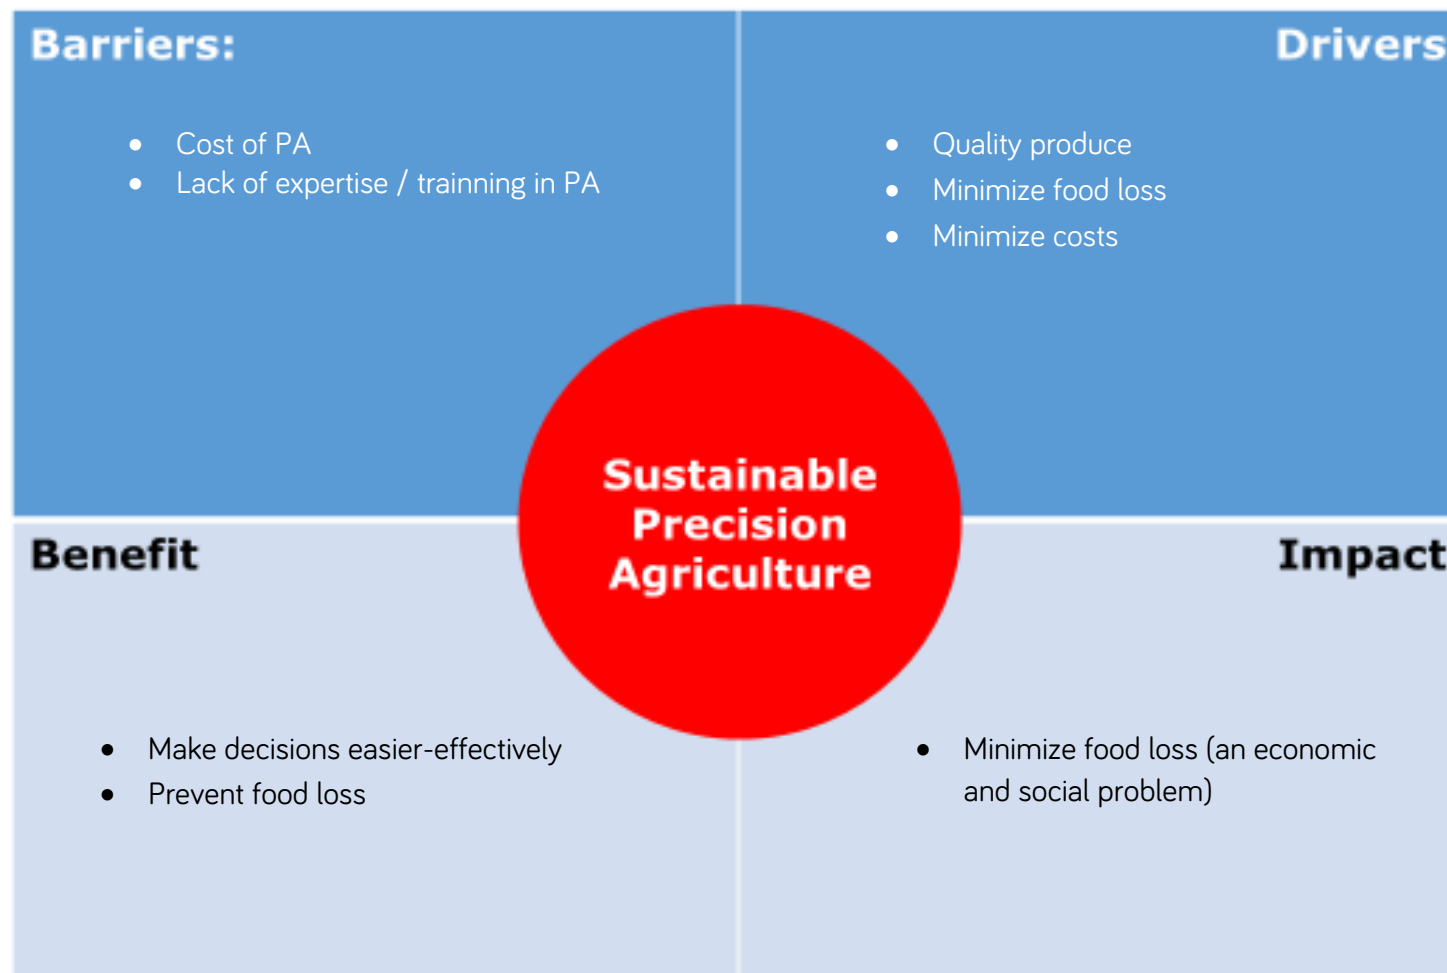 Barriers:
• Cost of PA
• Lack of expertise / trainning in PA
Drivers
• Quality produce
• Minimize food loss
• Minimize costs
Sustainable
Precision
Agriculture
Benefit
• Make decisions easier-effectively
• Prevent food loss
Impact
• Minimize food loss (an economic
and social problem)